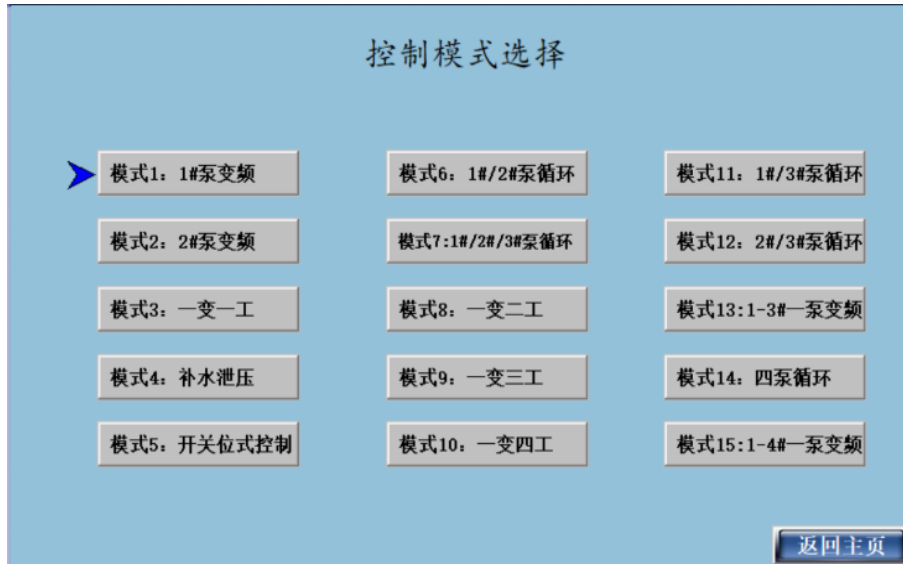 控制模式选择
模式1：1#泵变频
模式6：1#/2#泵循环
模式11：1#/3#泵循环
模式2：2#泵变频
模式7:1#/2#/3#泵循环
模式12：2#/3#泵循环
模式3：一变一工
模式8：一变二工
模式13:1-3#一泵变频
模式4：补水泄压
模式9：一变三工
模式14：四泵循环
模式5：开关位式控制
模式10：一变四工
模式15:1-4#一泵变频
返回主页